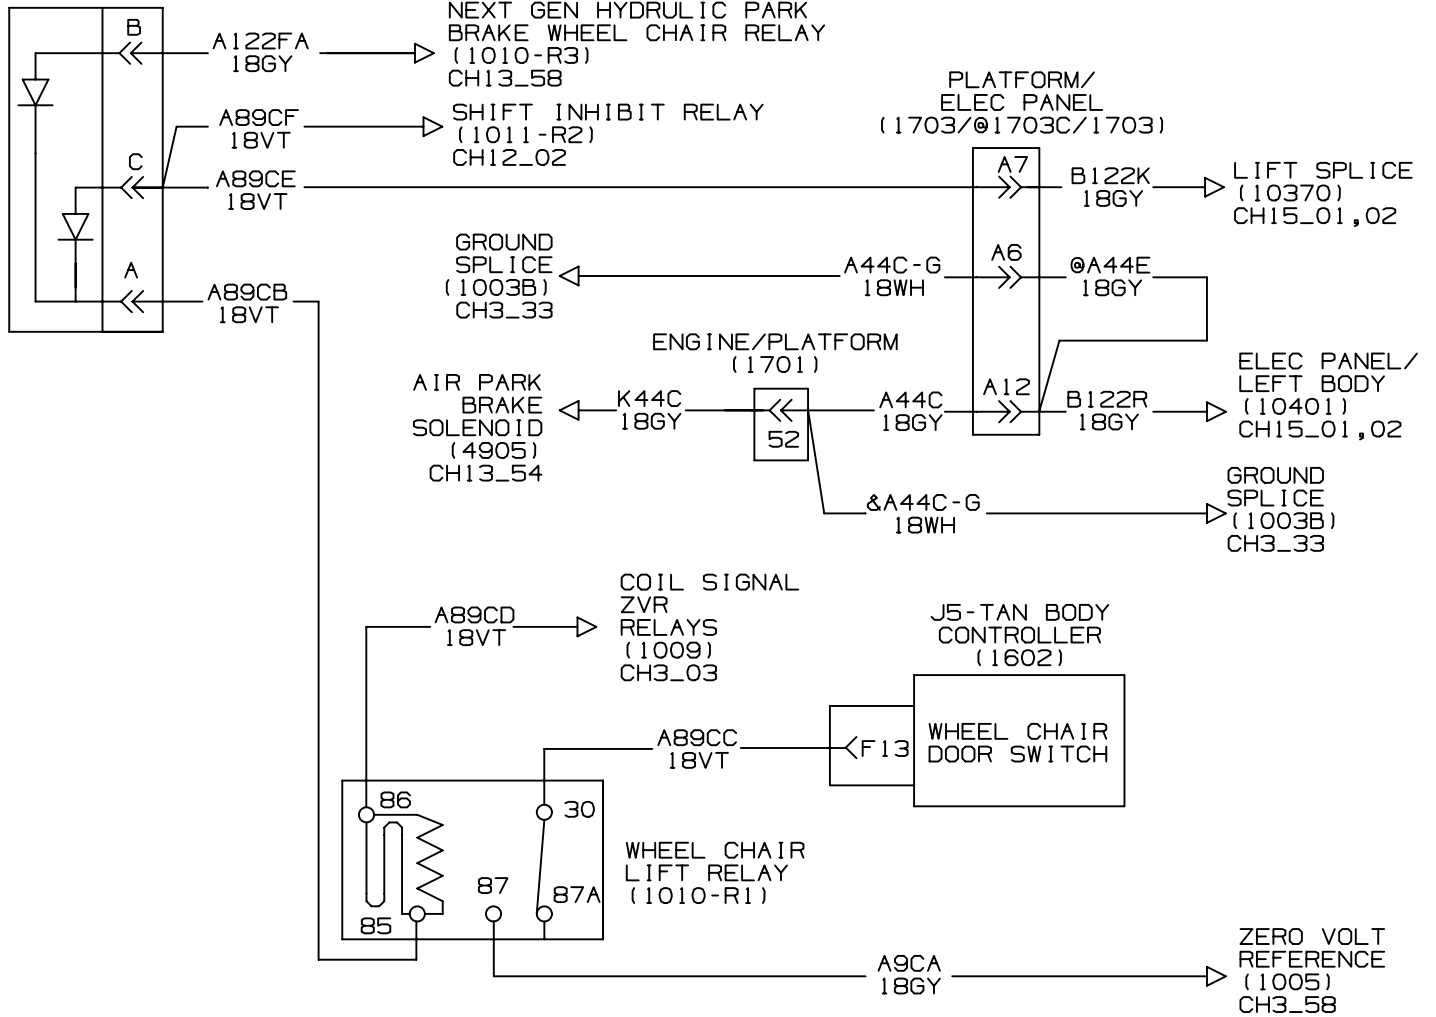 NEXT GEN HYDRULIC PARK
BRAKE WHEEL CHAIR RELAY
(1010-R3)
CH13_58
B
A122FA
18GY
A89CF
18VT
SHIFT INHIBIT RELAY
(1011-R2)
CH12_02
C
A89CE
18VT
PLATFORM/
ELEC PANEL
(1703/@1703C/1703)
A7
B122K
18GY
LIFT SPLICE
(10370)
CH15_01,02
A
A89CB
18VT
GROUND
SPLICE
(1003B)
CH3_33
A44C-G
18WH
A6
@A44E
18GY
ENGINE/PLATFORM
(1701)
AIR PARK
BRAKE
SOLENOID
(4905)
CH13_54
K44C
18GY
52
A44C
18GY
A12
B122R
18GY
ELEC PANEL/
LEFT BODY
(10401)
CH15_01,02
&A44C-G
18WH
GROUND
SPLICE
(1003B)
CH3_33
A89CD
18VT
COIL SIGNAL
ZVR
RELAYS
(1009)
CH3_03
J5-TAN BODY
CONTROLLER
(1602)
A89CC
18VT
F13
WHEEL CHAIR
DOOR SWITCH
86
30
85
87
87A
WHEEL CHAIR
LIFT RELAY
(1010-R1)
A9CA
18GY
ZERO VOLT
REFERENCE
(1005)
CH3_58